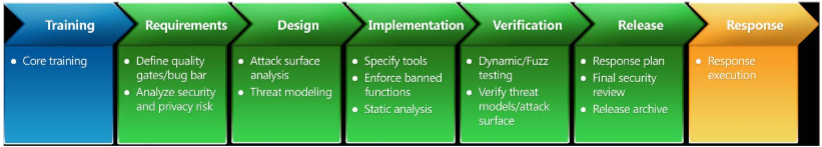 Training
Requirements
Design
Implementation
Verification
Release
Response
• Core training
• Define quality
gates/bug bar
• Analyze security
and privacy risk
• Attack surface
analysis
• Threat modeling
• Specify tools
• Enforce banned
functions
• Static analysis
• Dynamic/Fuzz
testing
• Verify threat
models/attack
surface
• Response plan
• Final security
review
• Release archive
• Response
execution